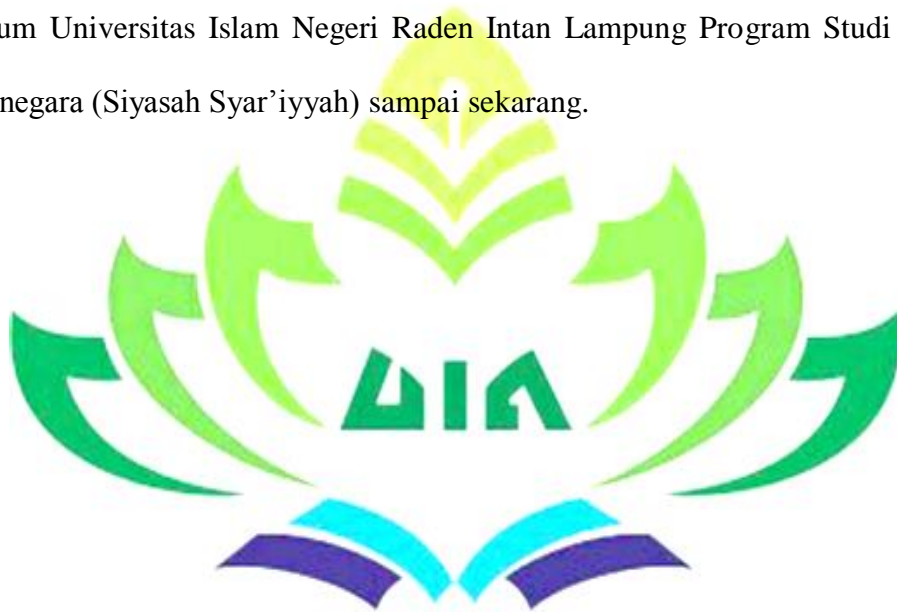 um Universitas Islam Negeri Raden Intan Lampung Program Studi
negara (Siyasah Syar’iyyah) sampai sekarang.
UIN